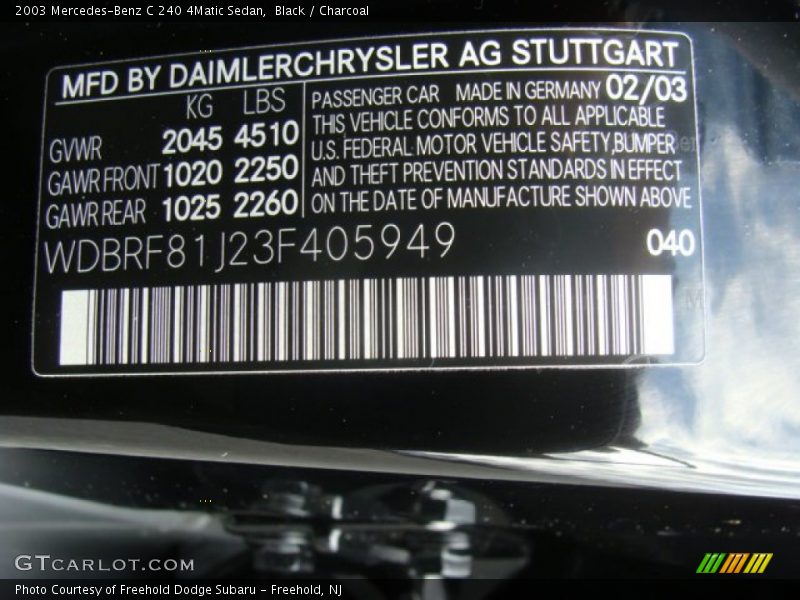 2003 Mercedes-Benz C 240 4Matic Sedan, Black / Charcoal
MFD BY DAIMLERCHRYSLER AG STUTTGART
KG LBS
GVWR 2045 4510
GAWR FRONT 1020 2250
GAWR REAR 1025 2260
PASSENGER CAR MADE IN GERMANY 02/03
THIS VEHICLE CONFORMS TO ALL APPLICABLE
U.S. FEDERAL MOTOR VEHICLE SAFETY,BUMPER
AND THEFT PREVENTION STANDARDS IN EFFECT
ON THE DATE OF MANUFACTURE SHOWN ABOVE
WDBRF81J23F405949
040
GTCARLOT.COM
Photo Courtesy of Freehold Dodge Subaru - Freehold, NJ